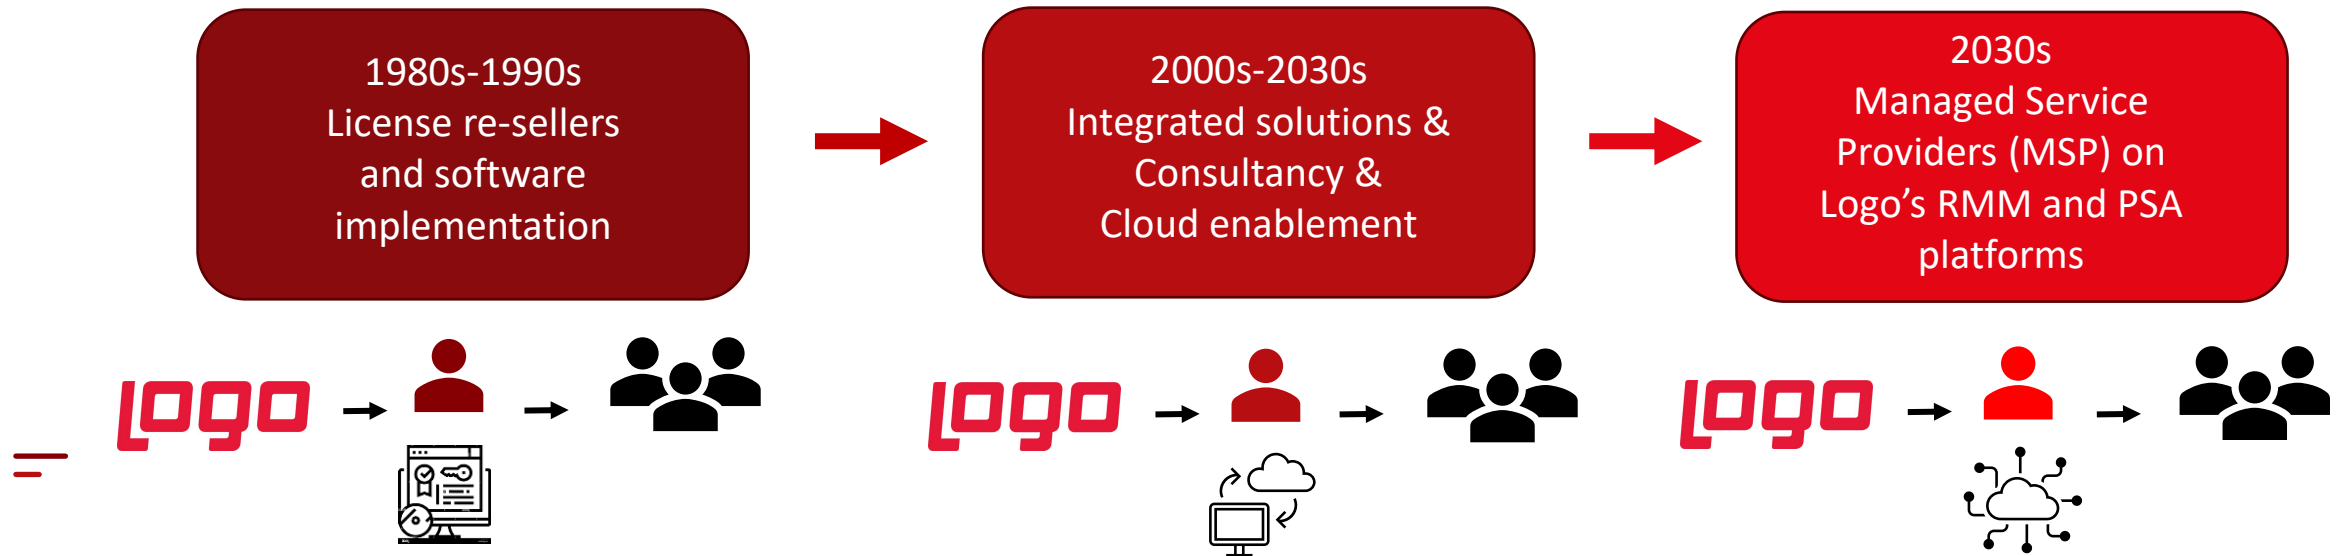 1980s-1990s
License re-sellers
and software
implementation
2000s-2030s
Integrated solutions &
Consultancy &
Cloud enablement
2030s
Managed Service
Providers (MSP) on
Logo’s RMM and PSA
platforms
logo
logo
logo